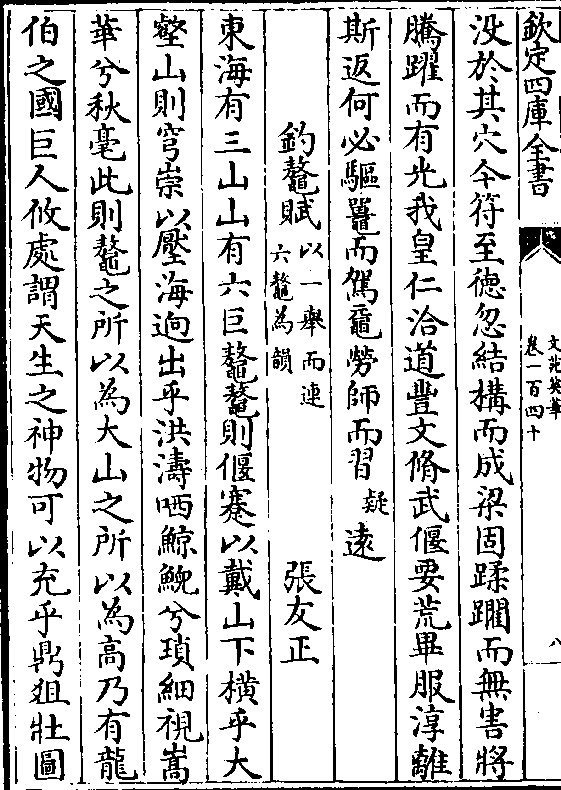 欽定四庫全書
文苑英華
卷一百四十
八
没於其穴今符至徳忽結構而成梁固蹂躙而無害將
騰躍而有光我皇仁洽道豐文脩武偃要荒畢服淳離
斯返何必驅鼉而駕黿勞師而習疑逺
釣鼇賦以一舉而連六鼇為韻
張友正
東海有三山山有六巨鼇鼇則偃蹇以戴山下横乎大
壑山則穹崇以壓海逈出乎洪濤哂鯨鯢兮瑣細視嵩
華兮秋毫此則鼇之所以為大山之所以為高乃有龍
伯之國巨人攸處謂天生之神物可以充乎鼎俎壯圖